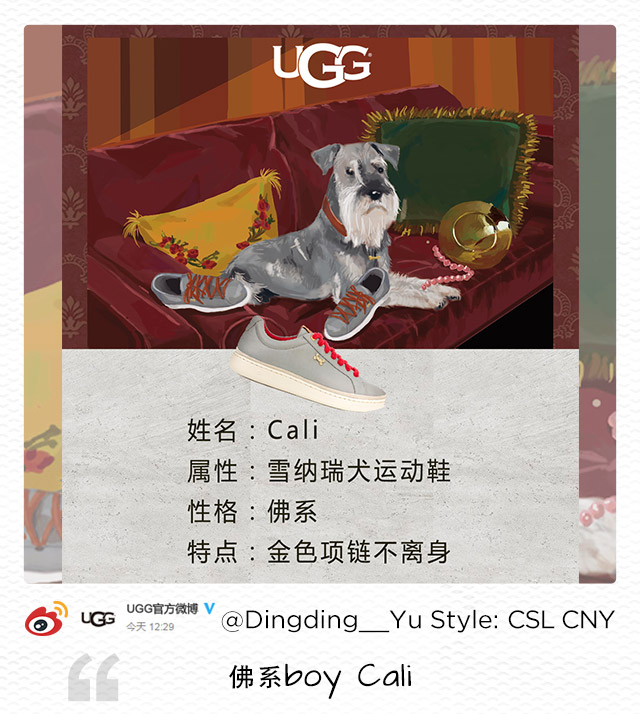 UGG
姓名：Cali
属性：雪纳瑞犬运动鞋
性格：佛系
特点：金色项链不离身
UGG
UGG官方微博
今天 12:29
@Dingding__Yu Style: CSL CNY
佛系boy Cali